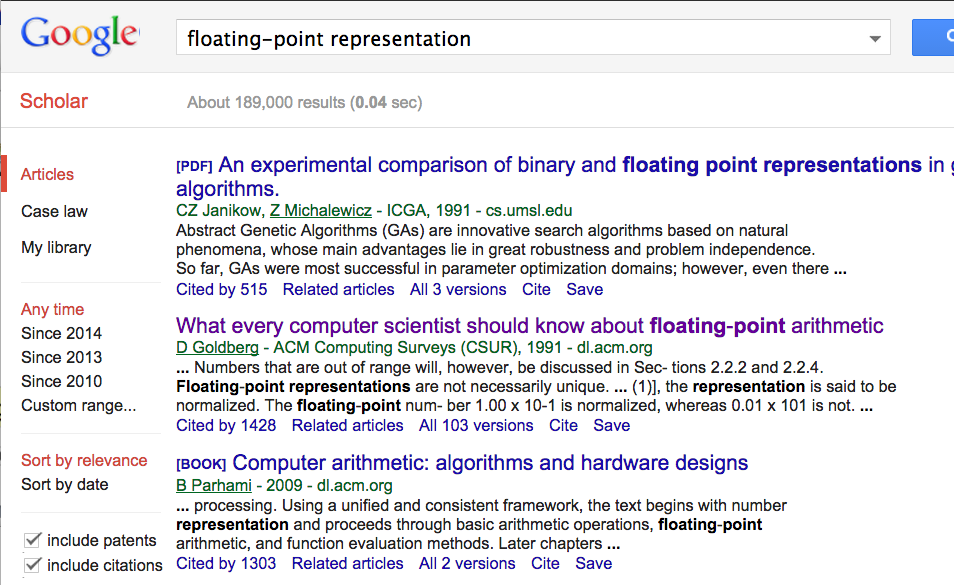 Google
floating-point representation
Scholar
About 189,000 results (0.04 sec)
Articles
Case law
My library
Any time
Since 2014
Since 2013
Since 2010
Custom range...
Sort by relevance
Sort by date
include patents
include citations
[PDF] An experimental comparison of binary and floating point representations in
algorithms.
CZ Janikow, Z Michalewicz - ICGA, 1991 - cs.umsl.edu
Abstract Genetic Algorithms (GAs) are innovative search algorithms based on natural
phenomena, whose main advantages lie in great robustness and problem independence.
So far, GAs were most successful in parameter optimization domains; however, even there ...
Cited by 515 Related articles All 3 versions Cite Save
What every computer scientist should know about floating-point arithmetic
D Goldberg - ACM Computing Surveys (CSUR), 1991 - dl.acm.org
... Numbers that are out of range will, however, be discussed in Sec- tions 2.2.2 and 2.2.4.
Floating-point representations are not necessarily unique. ... (1)], the representation is said to be
normalized. The floating-point num- ber 1.00 x 10-1 is normalized, whereas 0.01 x 101 is not. ...
Cited by 1428 Related articles All 103 versions Cite Save
[BOOK] Computer arithmetic: algorithms and hardware designs
B Parhami - 2009 - dl.acm.org
... processing. Using a unified and consistent framework, the text begins with number
representation and proceeds through basic arithmetic operations, floating-point
arithmetic, and function evaluation methods. Later chapters ...
Cited by 1303 Related articles All 2 versions Cite Save